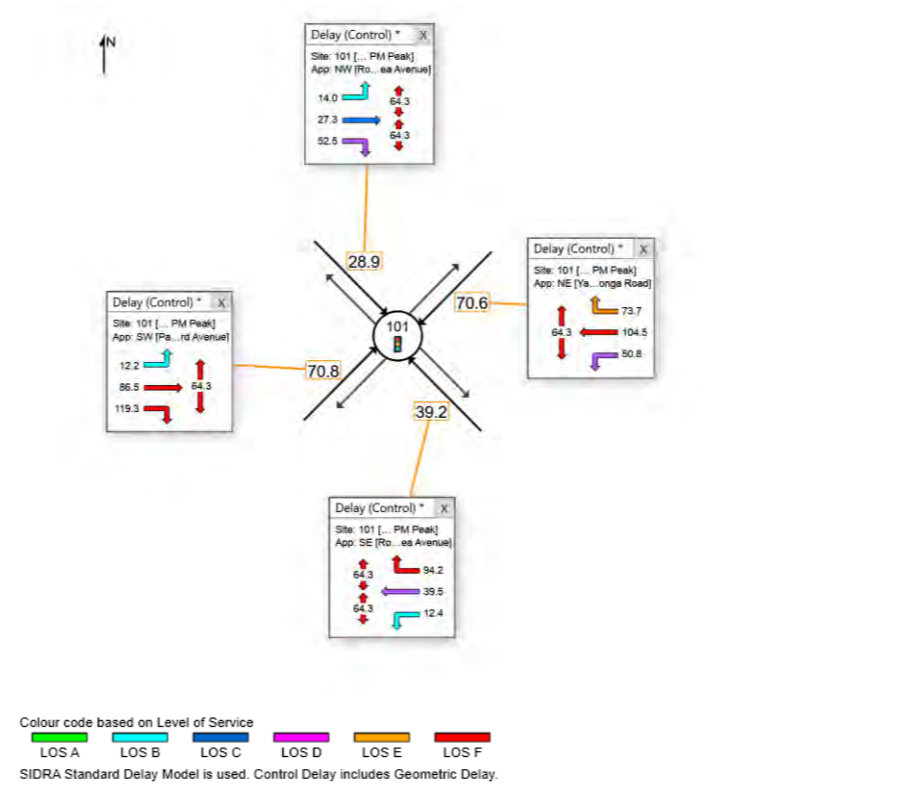 N
Delay (Control) * X
Site: 101 [... PM Peak]
App: NW [Ro...ea Avenue]
14.0
64.3
27.3
64.3
52.5
28.9
Delay (Control) * X
Site: 101 [... PM Peak]
App: NE [Ya...onga Road]
73.7
64.3 104.5
50.8
70.6
101
Delay (Control) * X
Site: 101 [... PM Peak]
App: SW [Pa...rd Avenue]
12.2
86.5 64.3
119.3
70.8
39.2
Delay (Control) * X
Site: 101 [... PM Peak]
App: SE [Ro...ea Avenue]
94.2
64.3
39.5
64.3
12.4
Colour code based on Level of Service
LOS A LOS B LOS C LOS D LOS E LOS F
SIDRA Standard Delay Model is used. Control Delay includes Geometric Delay.